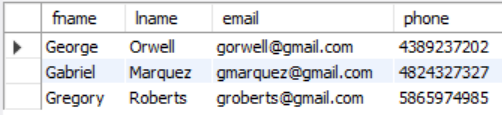 fname lname email phone
George Orwell gorwell@gmail.com 4389237202
Gabriel Marquez gmarquez@gmail.com 4824327327
Gregory Roberts groberts@gmail.com 5865974985